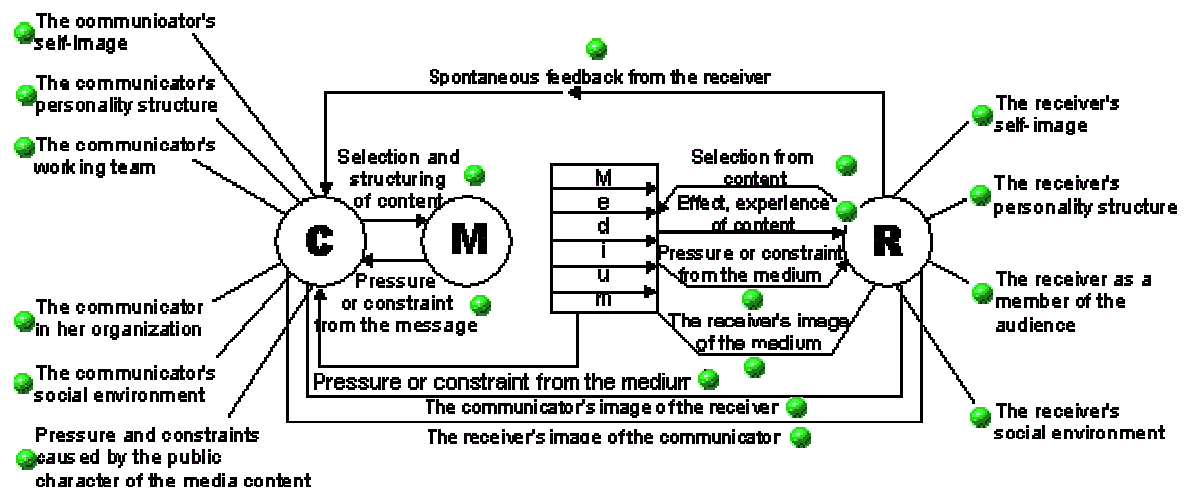 The communicator's
self-image
The communicator's
personality structure
The communicator's
working team
The communicator
in her organization
The communicator's
social environment
Pressure and constraints
caused by the public
character of the media content
Spontaneous feedback from the receiver
Selection and
structuring
of content
C
M
Pressure
or constraint
from the message
M
e
d
i
u
m
Selection from
content
Effect, experience
of content
Pressure or constraint
from the medium
The receiver's image
of the medium
R
Pressure or constraint from the medium
The communicator's image of the receiver
The receiver's image of the communicator
The receiver's
self-image
The receiver's
personality structure
The receiver as a
member of the
audience
The receiver's
social environment